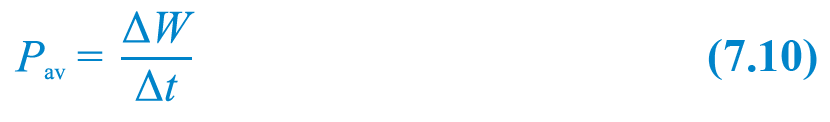 P_av = ΔW/Δt (7.10)